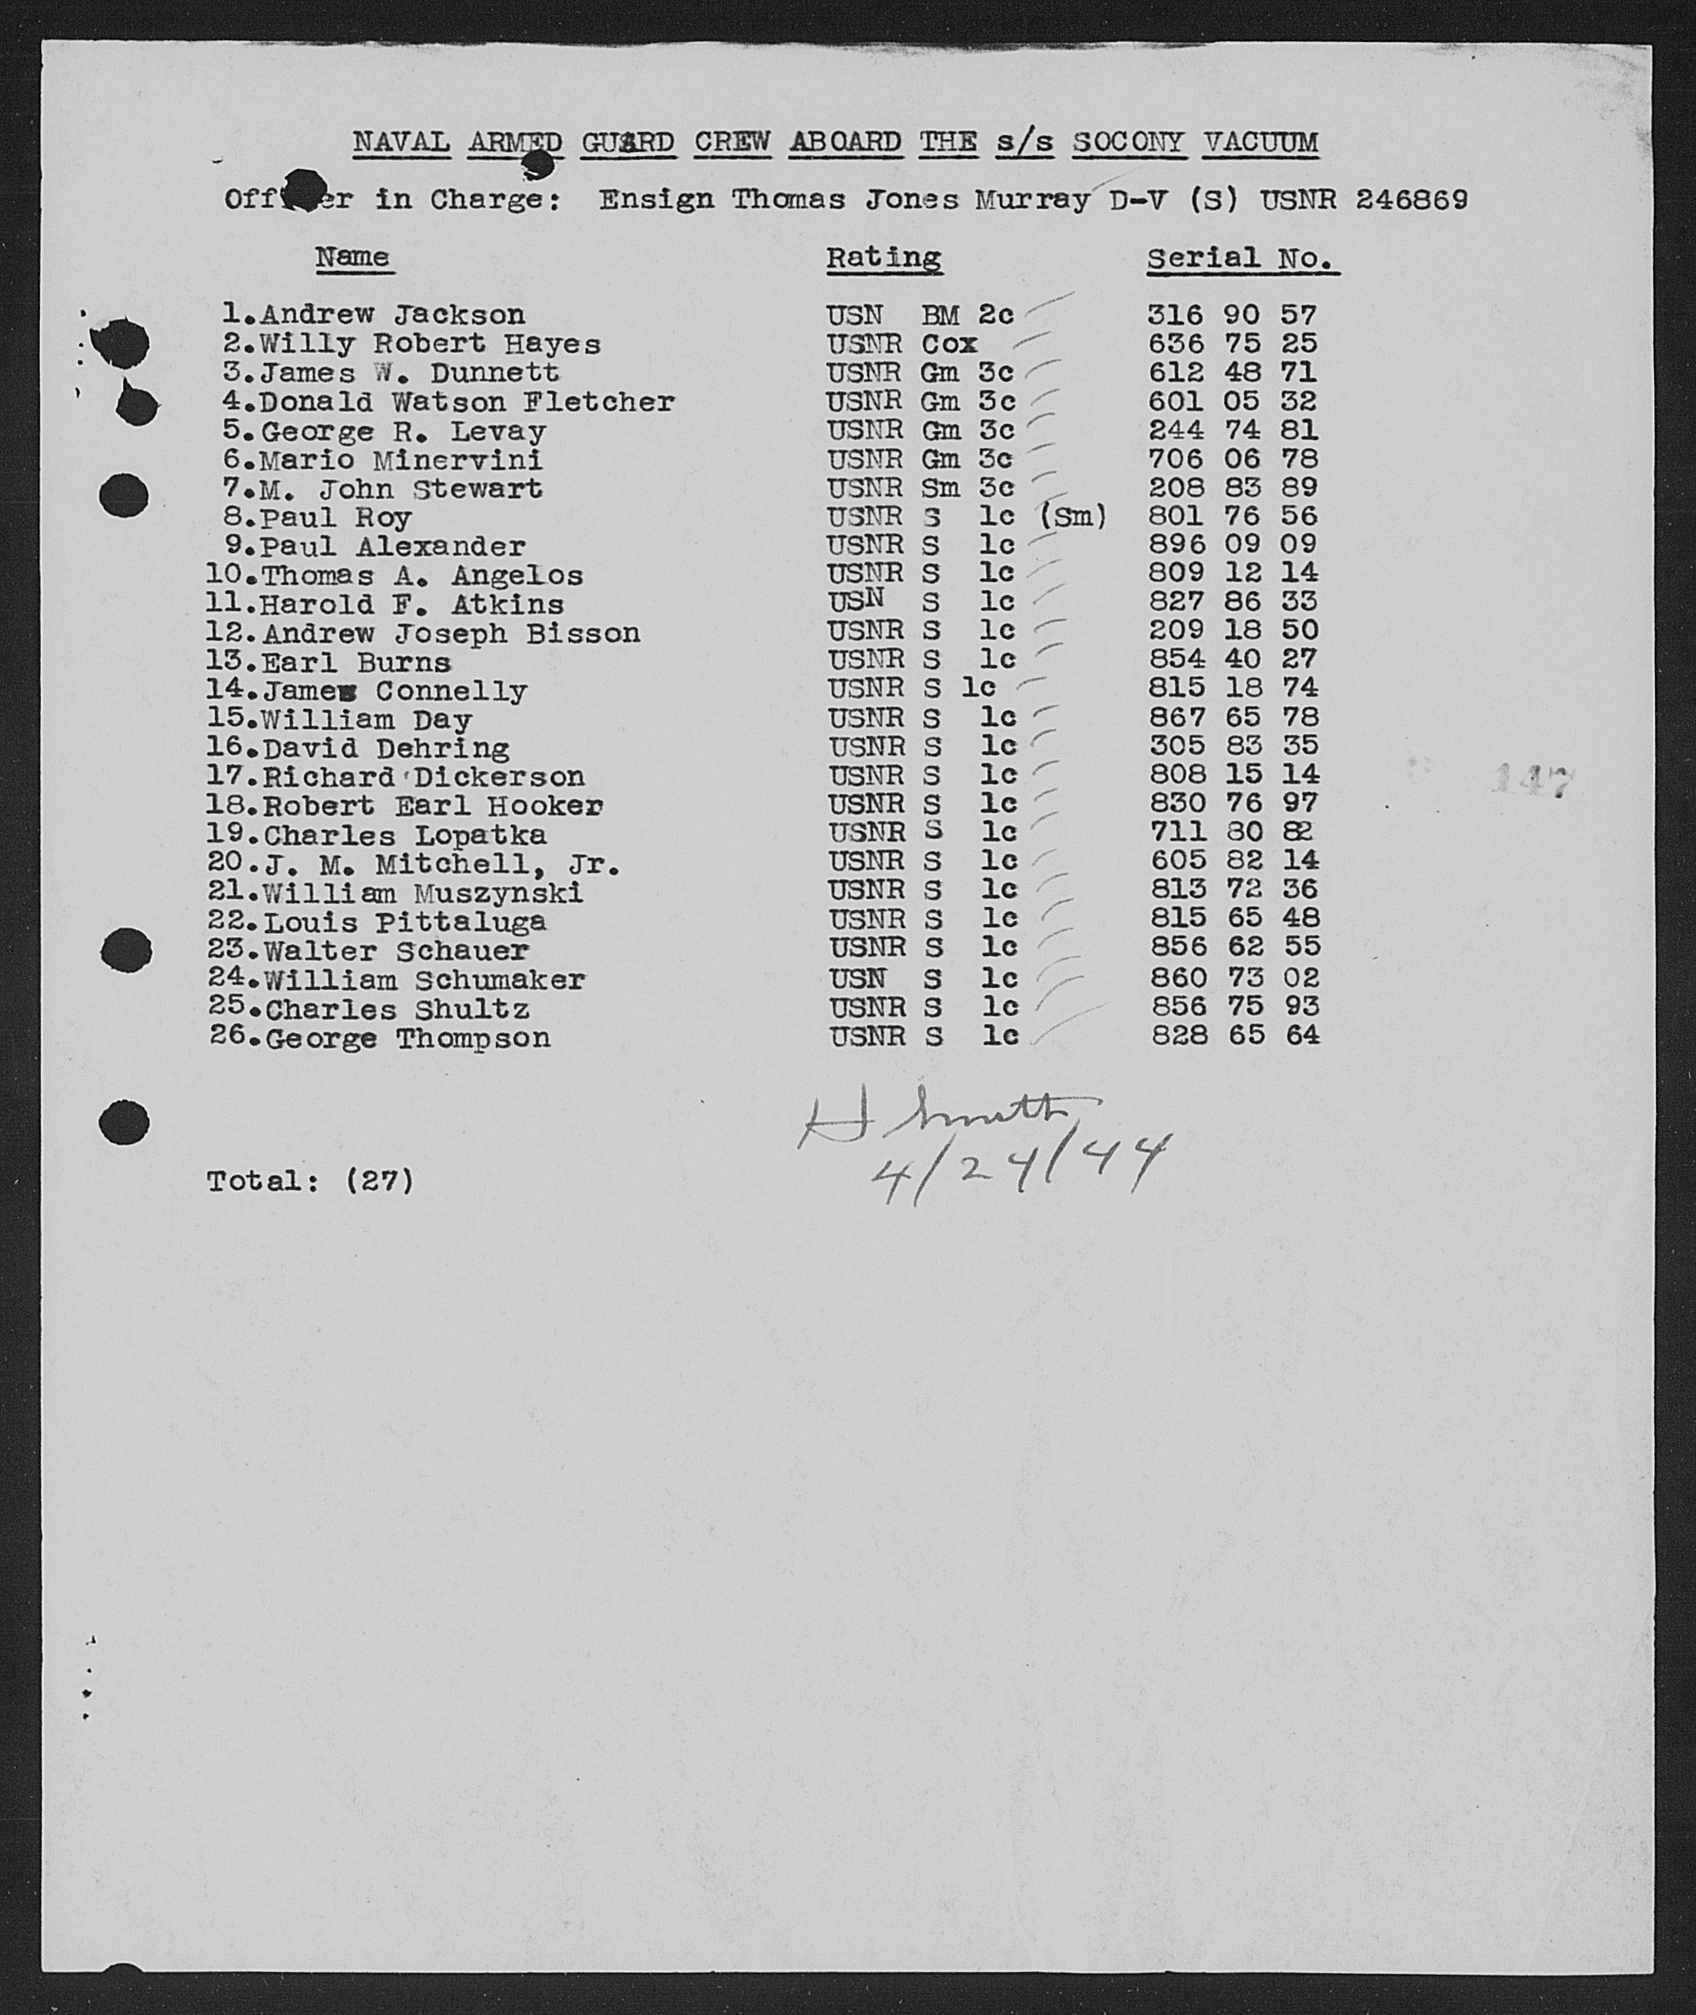 NAVAL ARMED GUARD CREW ABOARD THE s/s SOCONY VACUUM
Officer in Charge: Ensign Thomas Jones Murray D-V (S) USNR 246869
Name Rating Serial No.
1.Andrew Jackson USN BM 2c 316 90 57
2.Willy Robert Hayes USNR Cox 636 75 25
3.James W. Dunnett USNR Gm 3c 612 48 71
4.Donald Watson Fletcher USNR Gm 3c 601 05 32
5.George R. Levay USNR Gm 3c 244 74 81
6.Mario Minervini USNR Gm 3c 706 06 78
7.M. John Stewart USNR Sm 3c 208 83 89
8.Paul Roy USNR S 1c (Sm) 801 76 56
9.Paul Alexander USNR S 1c 896 09 09
10.Thomas A. Angelos USNR S 1c 809 12 14
11.Harold F. Atkins USN S 1c 827 86 33
12.Andrew Joseph Bisson USNR S 1c 209 18 50
13.Earl Burns USNR S 1c 854 40 27
14.James Connelly USNR S 1c 815 18 74
15.William Day USNR S 1c 867 65 78
16.David Dehring USNR S 1c 305 83 35
17.Richard Dickerson USNR S 1c 808 15 14
18.Robert Earl Hooker USNR S 1c 830 76 97
19.Charles Lopatka USNR S 1c 711 80 82
20.J. M. Mitchell, Jr. USNR S 1c 605 82 14
21.William Muszynski USNR S 1c 813 72 36
22.Louis Pittaluga USNR S 1c 815 65 48
23.Walter Schauer USNR S 1c 856 62 55
24.William Schumaker USN S 1c 860 73 02
25.Charles Shultz USNR S 1c 856 75 93
26.George Thompson USNR S 1c 828 65 64
H Smith
4/24/44
Total: (27)
147